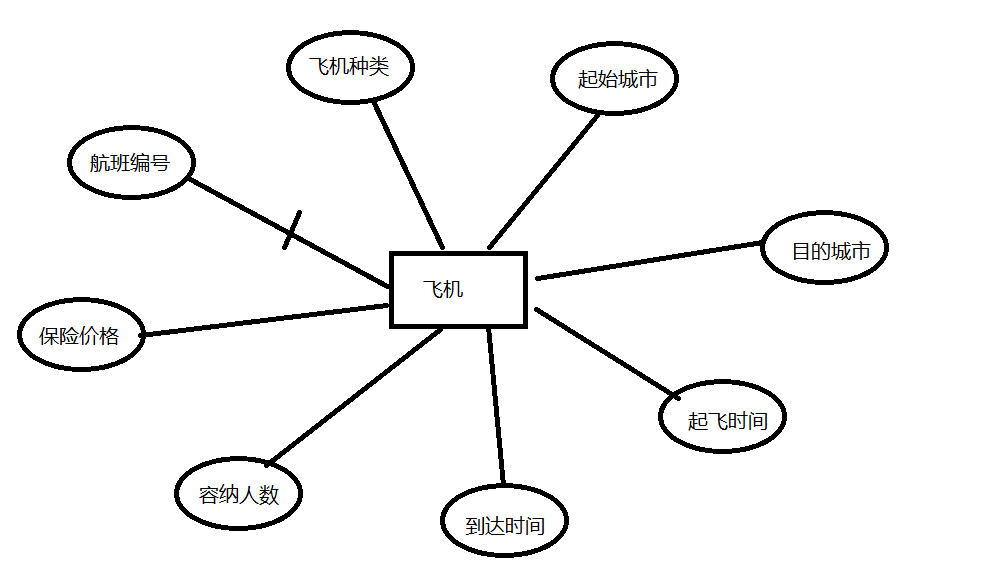 飞机种类
起始城市
航班编号
目的城市
飞机
保险价格
起飞时间
容纳人数
到达时间